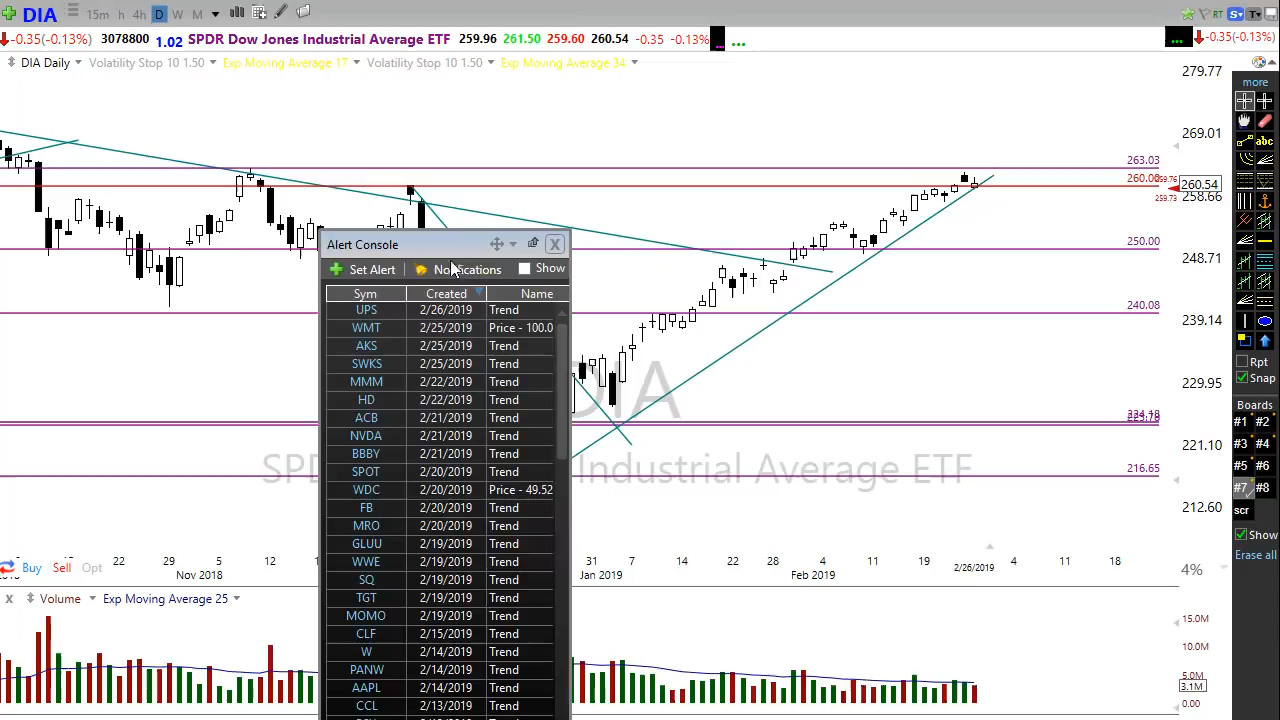 DIA 15m h 4h D W M RT S T
-0.35(-0.13%) 3078800 1.02 SPDR Dow Jones Industrial Average ETF 259.96 261.50 259.60 260.54 -0.35 -0.13% ... ... ... -0.35(-0.13%)
DIA Daily Volatility Stop 10 1.50 Exp Moving Average 17 Volatility Stop 10 1.50 Exp Moving Average 34
279.77
more
269.01
abc
263.03
260.00
259.76
260.54
259.73
258.66
250.00
248.71
240.08
239.14
229.95
224.18
221.10
216.65
212.60
DIA
SPD Industrial Average ETF
Rpt
Snap
Boards
#1 #2
#3 #4
#5 #6
#7 #8
scr
Show
Erase all
Alert Console X
Set Alert Notifications Show
Sym Created Name
UPS 2/26/2019 Trend
WMT 2/25/2019 Price - 100.0
AKS 2/25/2019 Trend
SWKS 2/25/2019 Trend
MMM 2/22/2019 Trend
HD 2/22/2019 Trend
ACB 2/21/2019 Trend
NVDA 2/21/2019 Trend
BBBY 2/21/2019 Trend
SPOT 2/20/2019 Trend
WDC 2/20/2019 Price - 49.52
FB 2/20/2019 Trend
MRO 2/20/2019 Trend
GLUU 2/19/2019 Trend
WWE 2/19/2019 Trend
SQ 2/19/2019 Trend
TGT 2/19/2019 Trend
MOMO 2/19/2019 Trend
CLF 2/15/2019 Trend
W 2/14/2019 Trend
PANW 2/14/2019 Trend
AAPL 2/14/2019 Trend
CCL 2/13/2019 Trend
22 29 5 12 31 7 14 22 28 4 11 19 2/26/2019 4 11 18
Nov 2018 Jan 2019 Feb 2019
Buy Sell Opt
4%
X Volume Exp Moving Average 25
15.0M
10.0M
5.0M
3.1M
0.00